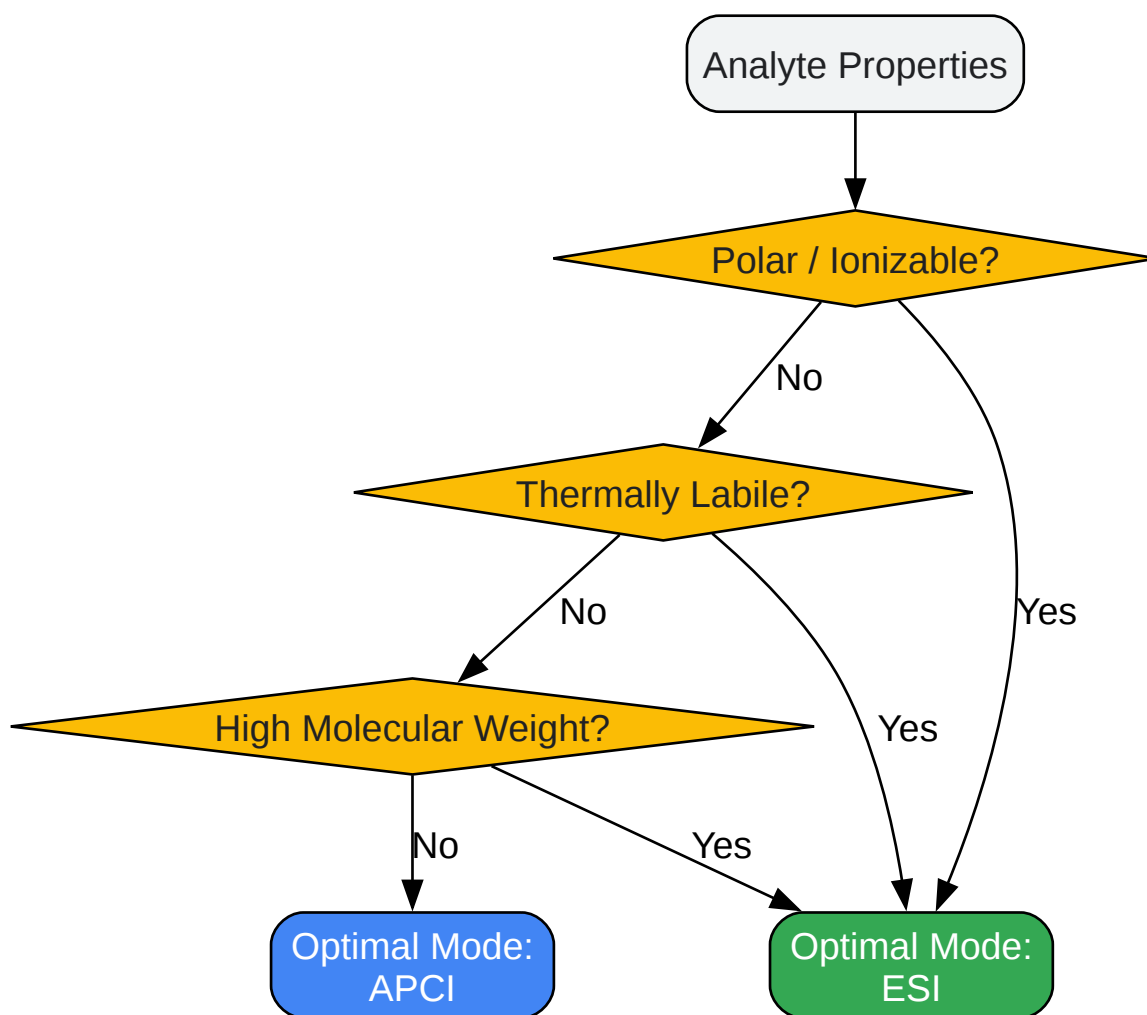 Analyte Properties
Polar / Ionizable?
No
Thermally Labile?
No
Yes
High Molecular Weight?
Yes
No
Yes
Optimal Mode:
APCI
Optimal Mode:
ESI